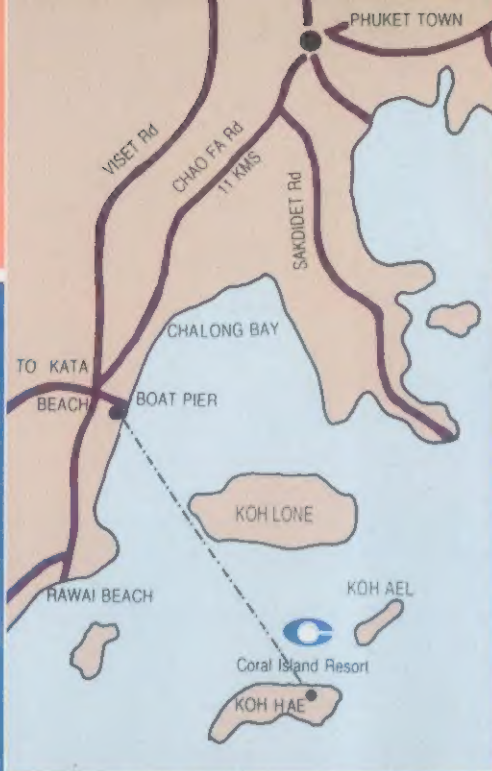 PHUKET TOWN
VISET Rd
CHAO FA Rd
11 KMS
SAKDIDET Rd
CHALONG BAY
TO KATA
BEACH
BOAT PIER
KOH LONE
KOH AEL
RAWAI BEACH
Coral Island Resort
KOH HAE